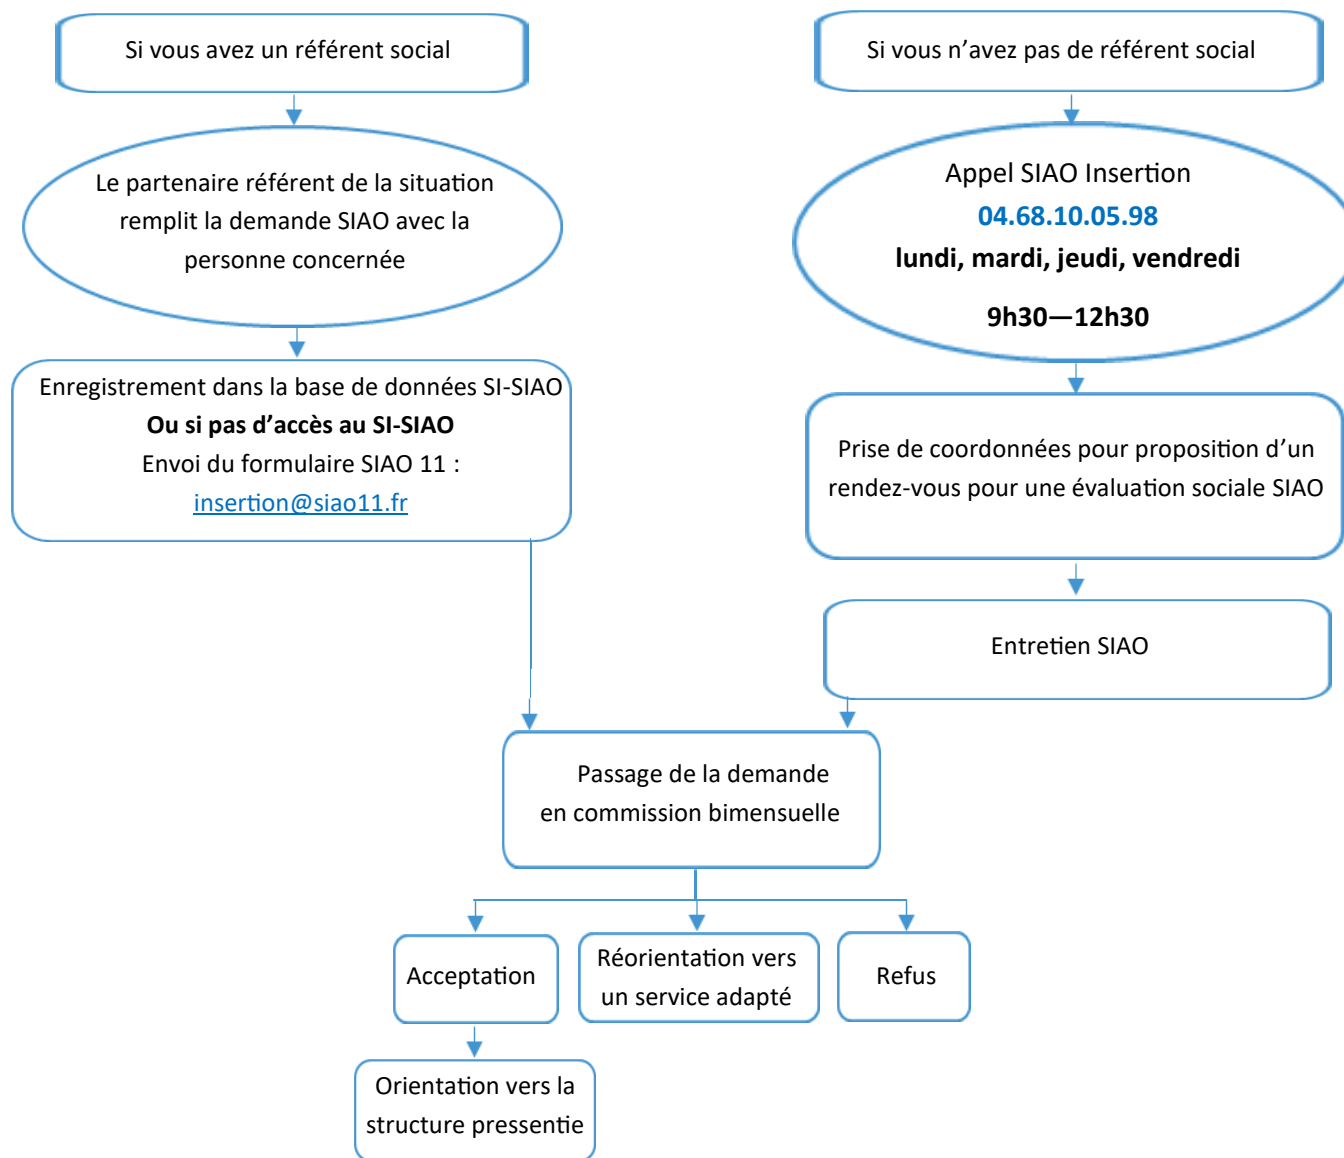 Si vous avez un référent social
Si vous n’avez pas de référent social
Le partenaire référent de la situation
remplit la demande SIAO avec la
personne concernée
Appel SIAO Insertion
04.68.10.05.98
lundi, mardi, jeudi, vendredi
9h30—12h30
Enregistrement dans la base de données SI-SIAO
Ou si pas d’accès au SI-SIAO
Envoi du formulaire SIAO 11 :
insertion@siao11.fr
Prise de coordonnées pour proposition d’un
rendez-vous pour une évaluation sociale SIAO
Entretien SIAO
Passage de la demande
en commission bimensuelle
Acceptation
Réorientation vers
un service adapté
Refus
Orientation vers la
structure pressentie